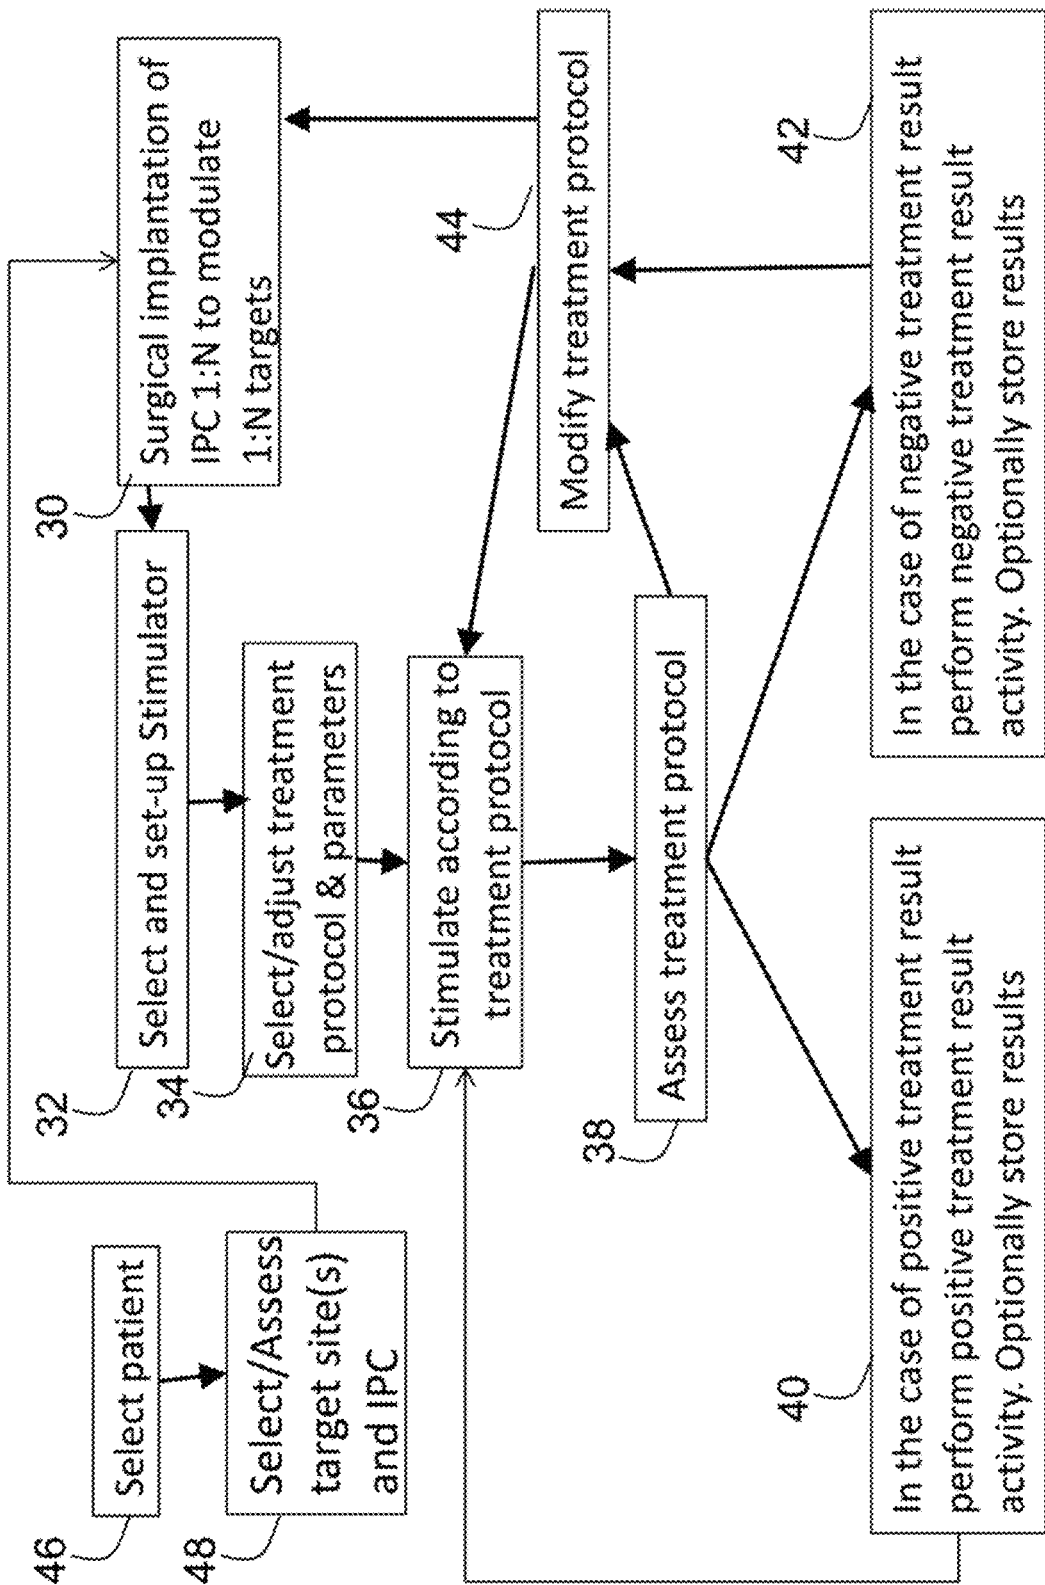 46
Select patient
48
Select/Assess
target site(s)
and IPC
30
Surgical implantation of
IPC 1:N to modulate
1:N targets
32
Select and set-up Stimulator
34
Select/adjust treatment
protocol & parameters
36
Stimulate according to
treatment protocol
38
Assess treatment protocol
44
Modify treatment protocol
40
In the case of positive treatment result
perform positive treatment result
activity. Optionally store results
42
In the case of negative treatment result
perform negative treatment result
activity. Optionally store results